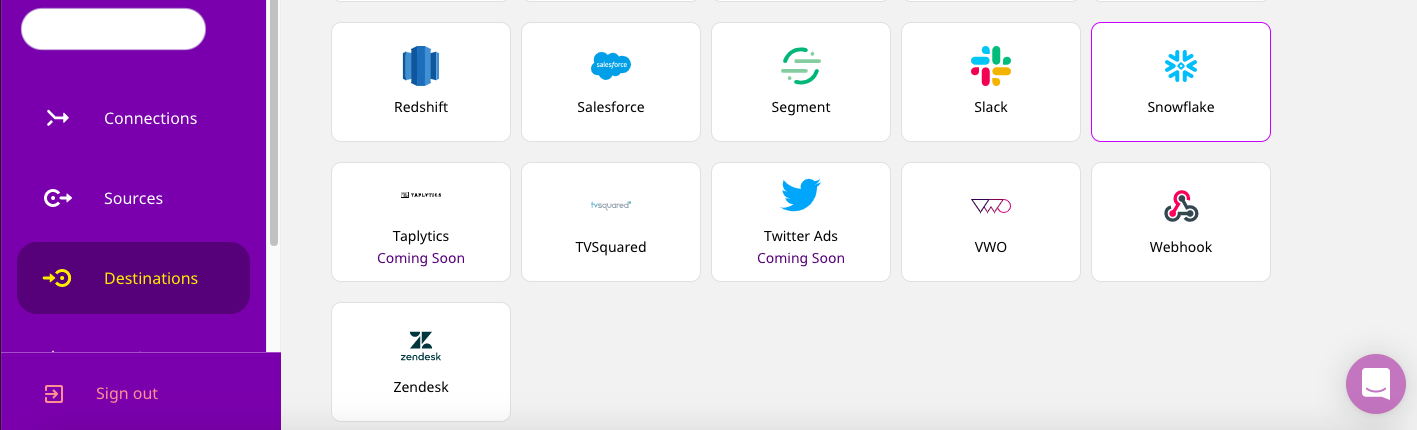 Redshift
salesforce
Salesforce
Segment
Slack
Snowflake
Connections
Sources
Destinations
Sign out
TAPLYTICS
Taplytics
Coming Soon
tvsquared
TVSquared
Twitter Ads
Coming Soon
VWO
VWO
Webhook
zendesk
Zendesk